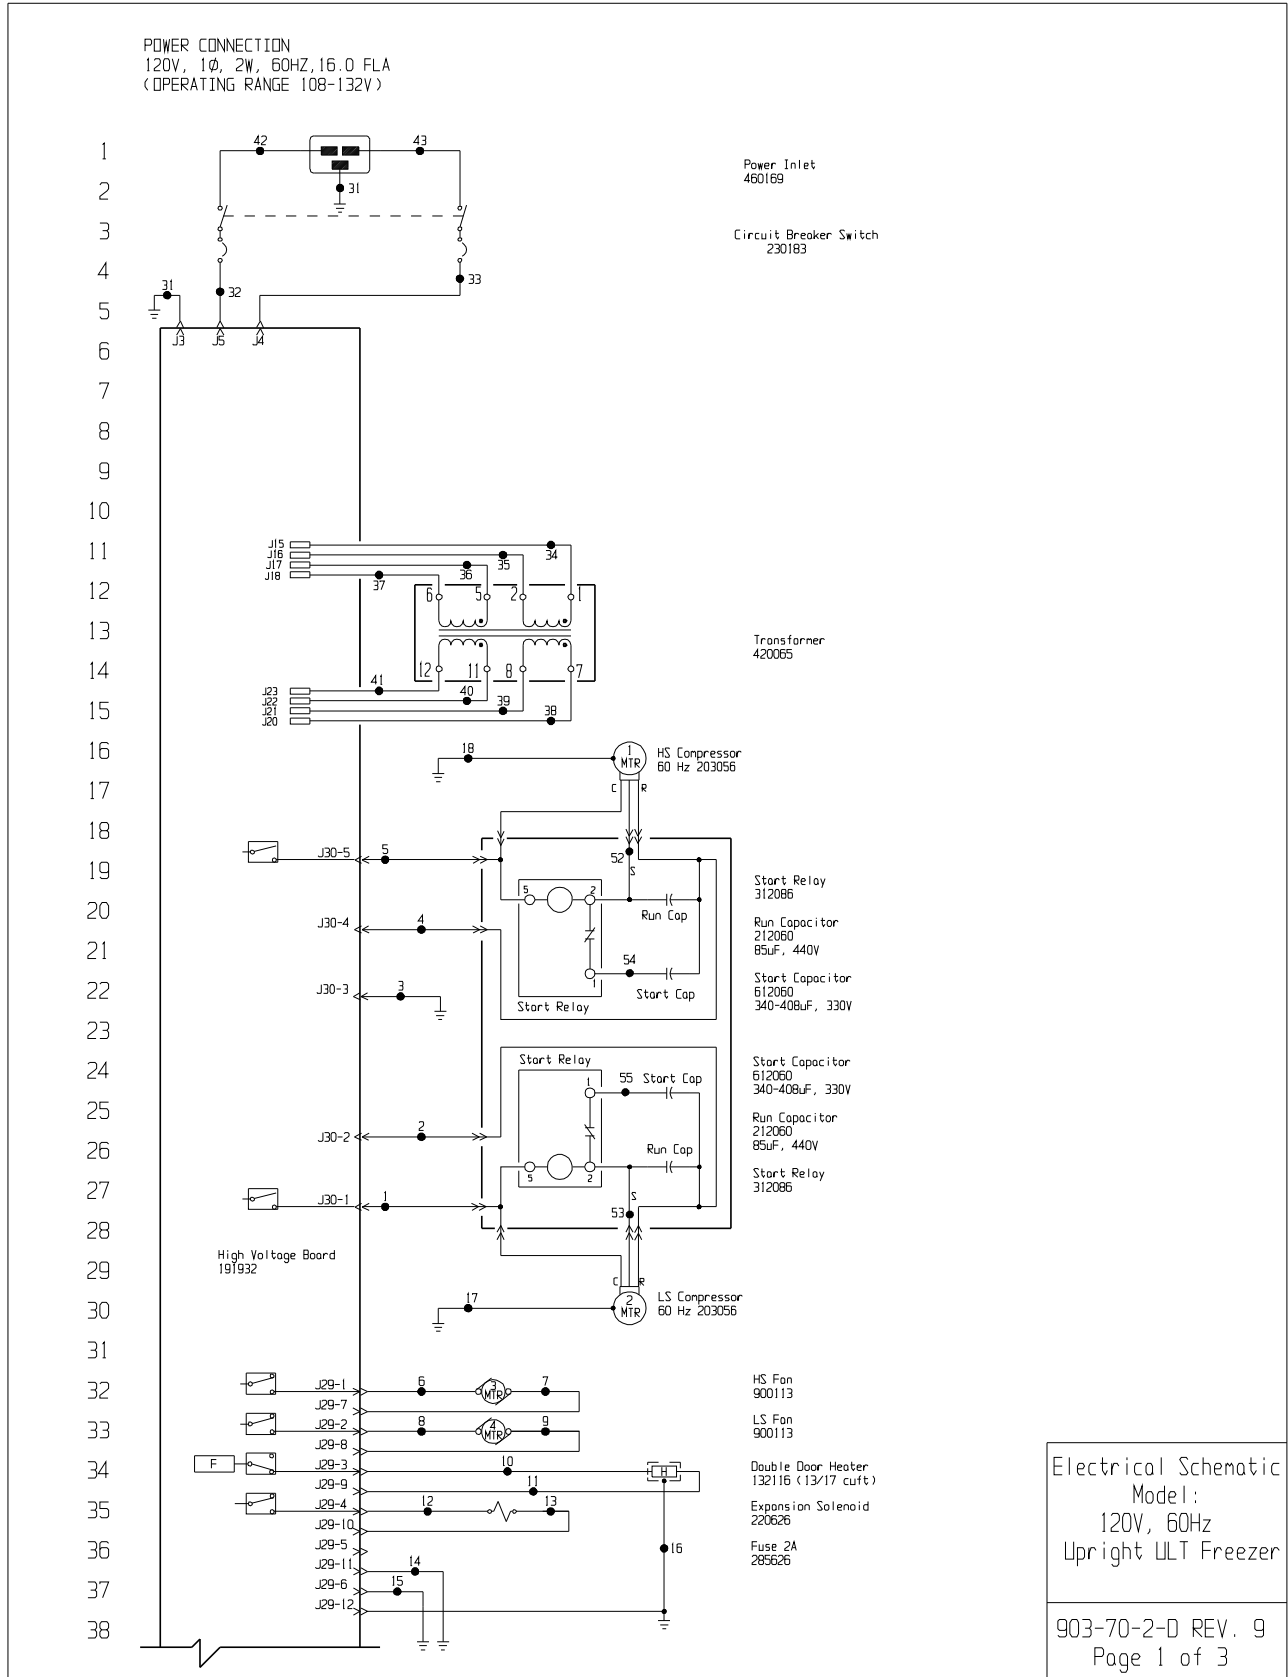 POWER CONNECTION
120V, 1Ø, 2W, 60HZ,16.0 FLA
(OPERATING RANGE 108-132V)
1
42
43
Power Inlet
460169
2
31
3
Circuit Breaker Switch
230183
4
33
31
32
5
J3
J5
J4
6
7
8
9
10
11
J15
34
J16
35
J17
36
J18
37
12
6
5
2
1
13
Transformer
420065
14
12
11
8
7
J23
41
J22
40
15
J21
39
J20
38
16
18
1
MTR
HS Compressor
60 Hz 203056
17
C
R
18
J30-5
5
52
19
S
Start Relay
312086
5
2
20
Run Cap
J30-4
4
Run Capacitor
212060
85uF, 440V
21
54
1
22
J30-3
3
Start Cap
Start Relay
Start Capacitor
612060
340-408uF, 330V
23
Start Relay
24
1
55
Start Cap
Start Capacitor
612060
340-408uF, 330V
25
J30-2
2
Run Capacitor
212060
85uF, 440V
26
Run Cap
5
2
Start Relay
312086
27
J30-1
1
S
53
28
High Voltage Board
191932
29
C
R
30
17
2
MTR
LS Compressor
60 Hz 203056
31
32
J29-1
6
3
MTR
7
HS Fan
900113
J29-7
33
J29-2
8
4
MTR
9
LS Fan
900113
J29-8
34
F
J29-3
10
H
Double Door Heater
132116 (13/17 cuft)
J29-9
11
35
J29-4
12
13
Expansion Solenoid
220626
J29-10
36
J29-5
16
Fuse 2A
285626
J29-11
14
37
J29-6
15
J29-12
38
Electrical Schematic
Model:
120V, 60Hz
Upright ULT Freezer
903-70-2-D REV. 9
Page 1 of 3